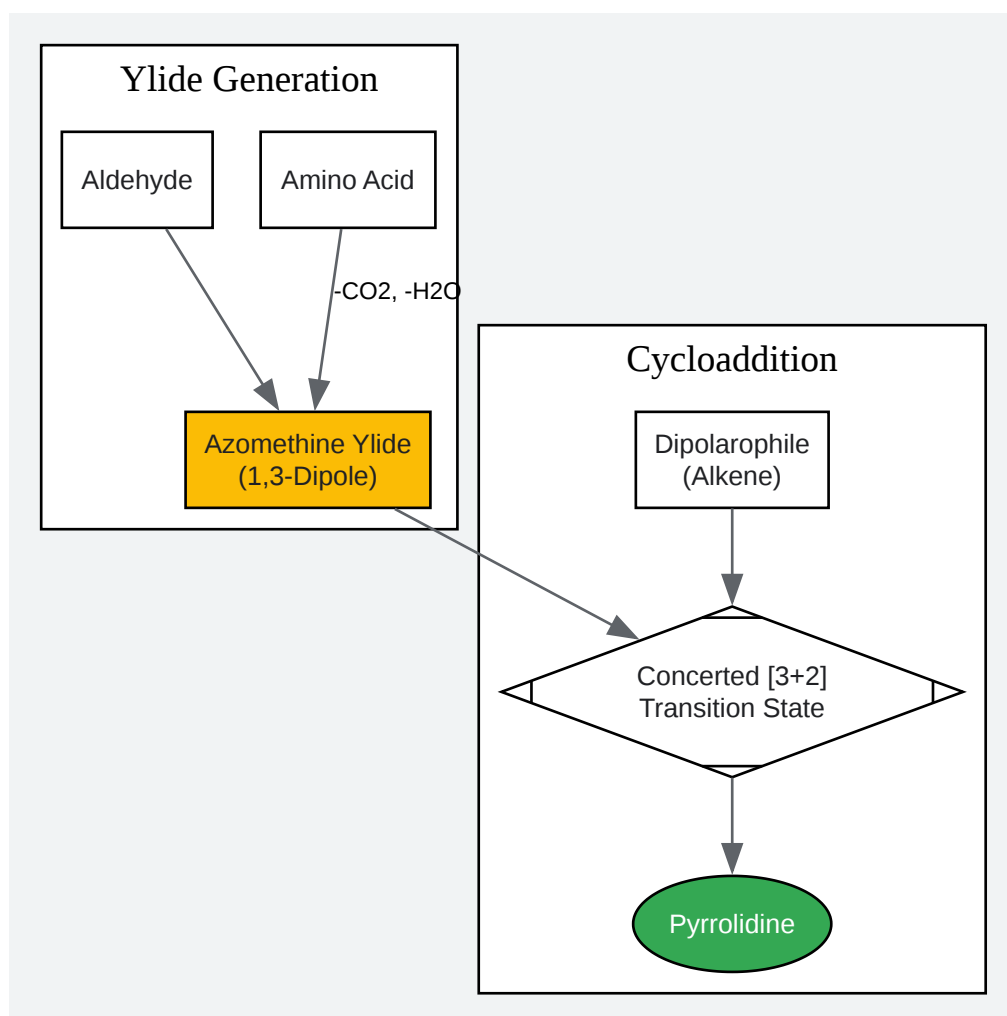 Ylide Generation
Aldehyde
Amino Acid
-CO2, -H2O
Azomethine Ylide
(1,3-Dipole)
Cycloaddition
Dipolarophile
(Alkene)
Concerted [3+2]
Transition State
Pyrrolidine